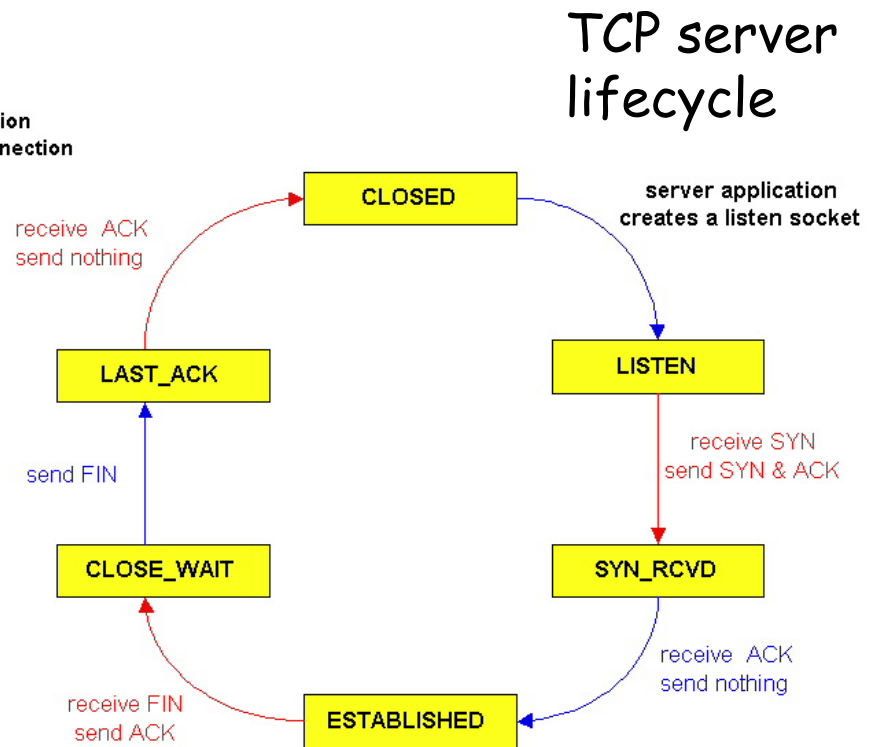 TCP server
lifecycle
ion
nection
CLOSED
server application
creates a listen socket
receive ACK
send nothing
LAST_ACK
LISTEN
receive SYN
send SYN & ACK
send FIN
CLOSE_WAIT
SYN_RCVD
receive ACK
send nothing
receive FIN
send ACK
ESTABLISHED